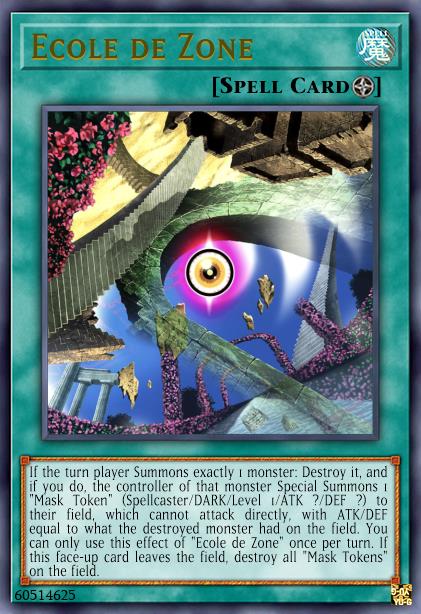 Ecole de Zone
SPELL
魔
[Spell Card]
If the turn player Summons exactly 1 monster: Destroy it, and
if you do, the controller of that monster Special Summons 1
"Mask Token" (Spellcaster/DARK/Level 1/ATK ?/DEF ?) to
their field, which cannot attack directly, with ATK/DEF
equal to what the destroyed monster had on the field. You
can only use this effect of "Ecole de Zone" once per turn. If
this face-up card leaves the field, destroy all "Mask Tokens"
on the field.
60514625